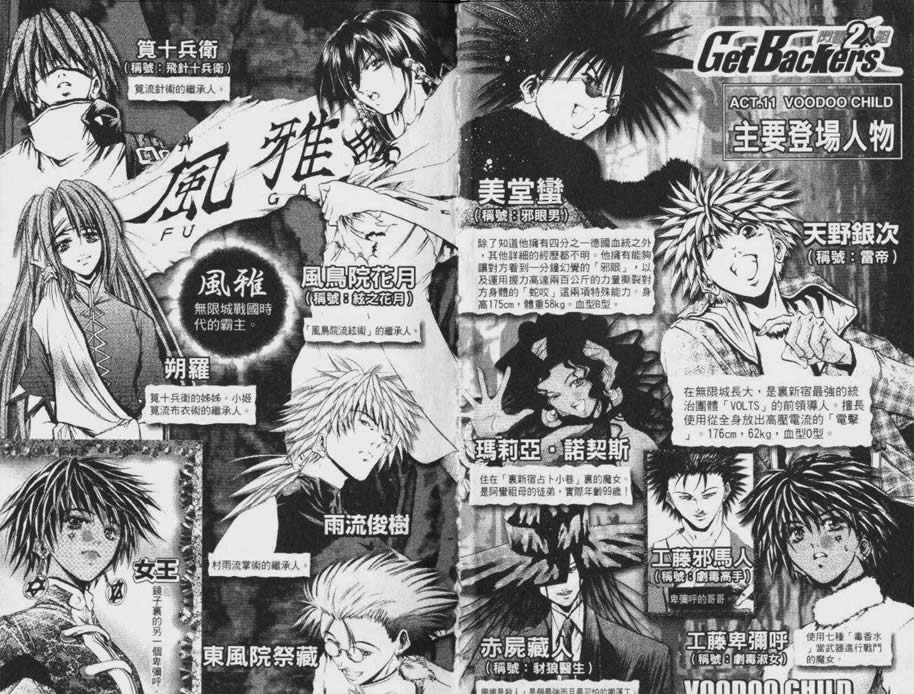 GetBackers
2人
ACT.11 VOODOO CHILD
主要登場人物
美堂蠻
(稱號:邪眼男)
除了知道他擁有四分之一德國血統之外
,其他詳細的經歷都不明。他擁有能夠
讓對方看到一分鐘幻覺的「邪眼」,以
及運用握力高達兩百公斤的力量撕裂對
方身體的「蛇咬」這兩項特殊能力。身
高175cm,體重58kg。血型B型。
天野銀次
(稱號:雷帝)
在無限城長大,是裏新宿最強的統
治團體「VOLTS」的前領導人。擅長
使用從全身放出高壓電流的「電擊
」。176cm,62kg,血型O型。
瑪莉亞・諾契斯
住在「裏新宿占卜小巷」裏的魔女。
是阿蠻祖母的徒弟,實際年齡99歲!
工藤邪馬人
(稱號:劇毒高手)
卑彌呼的哥哥。
工藤卑彌呼
(稱號:劇毒淑女)
使用七種「毒香水
」當武器進行戰鬥
的魔女。
赤屍藏人
(稱號:豺狼醫生)
VOODOO CHILD
筧十兵衛
(稱號:飛針十兵衛)
筧流針術的繼承人。
風雅
FU
GA
風雅
無限城戰國時
代的霸主。
風鳥院花月
(稱號:絃之花月)
「風鳥院流絃術」的繼承人。
朔羅
筧十兵衛的姊姊。小姬
筧流布衣術的繼承人。
雨流俊樹
村雨流掌術的繼承人。
女王
鏡子裏的另一個卑彌呼。
東風院祭藏